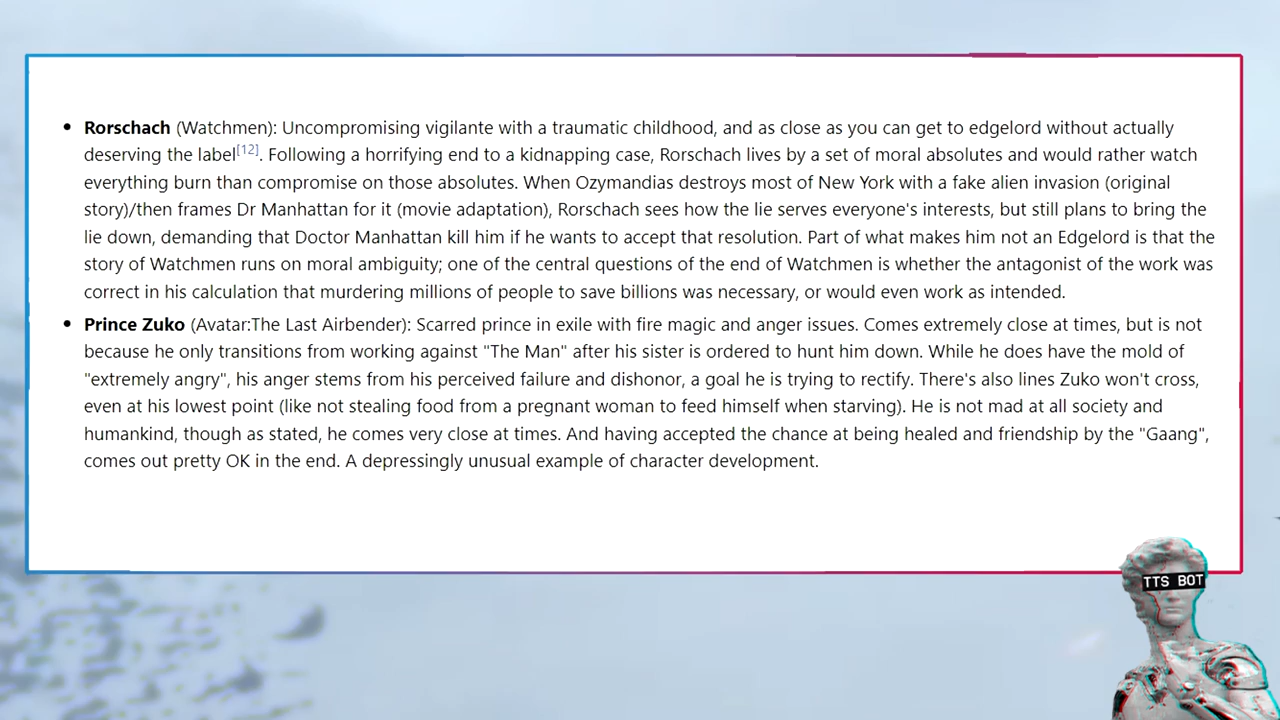 • Rorschach (Watchmen): Uncompromising vigilante with a traumatic childhood, and as close as you can get to edgelord without actually
deserving the label[12]. Following a horrifying end to a kidnapping case, Rorschach lives by a set of moral absolutes and would rather watch
everything burn than compromise on those absolutes. When Ozymandias destroys most of New York with a fake alien invasion (original
story)/then frames Dr Manhattan for it (movie adaptation), Rorschach sees how the lie serves everyone's interests, but still plans to bring the
lie down, demanding that Doctor Manhattan kill him if he wants to accept that resolution. Part of what makes him not an Edgelord is that the
story of Watchmen runs on moral ambiguity; one of the central questions of the end of Watchmen is whether the antagonist of the work was
correct in his calculation that murdering millions of people to save billions was necessary, or would even work as intended.
• Prince Zuko (Avatar:The Last Airbender): Scarred prince in exile with fire magic and anger issues. Comes extremely close at times, but is not
because he only transitions from working against "The Man" after his sister is ordered to hunt him down. While he does have the mold of
"extremely angry", his anger stems from his perceived failure and dishonor, a goal he is trying to rectify. There's also lines Zuko won't cross,
even at his lowest point (like not stealing food from a pregnant woman to feed himself when starving). He is not mad at all society and
humankind, though as stated, he comes very close at times. And having accepted the chance at being healed and friendship by the "Gaang",
comes out pretty OK in the end. A depressingly unusual example of character development.
TTS BOT